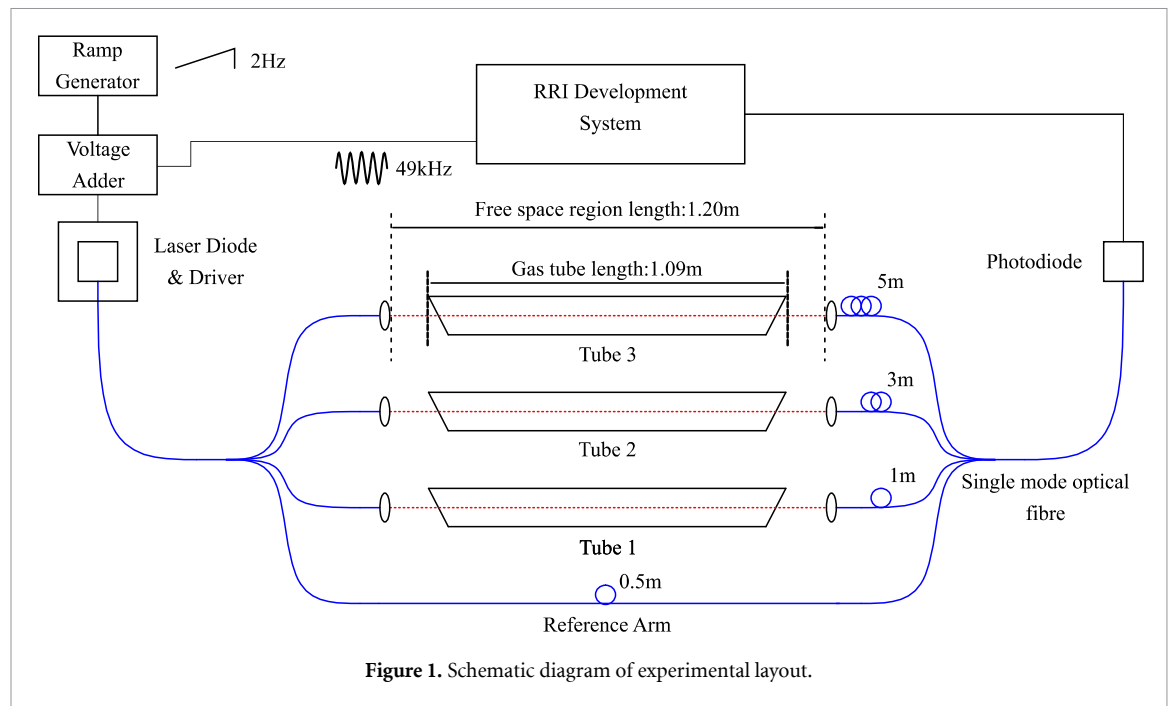 Ramp
Generator
2Hz
RRI Development
System
Voltage
Adder
49kHz
Free space region length:1.20m
Laser Diode
& Driver
Gas tube length:1.09m
Photodiode
5m
Tube 3
3m
Tube 2
1m
Single mode optical
fibre
Tube 1
0.5m
Reference Arm
Figure 1. Schematic diagram of experimental layout.